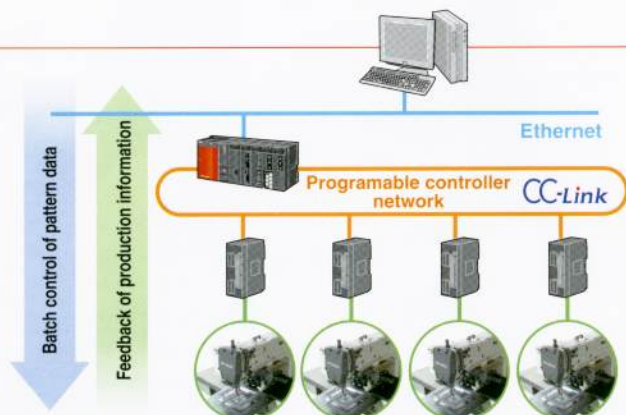 Batch control of pattern data
Feedback of production information
Ethernet
Programable controller
network
CC-Link